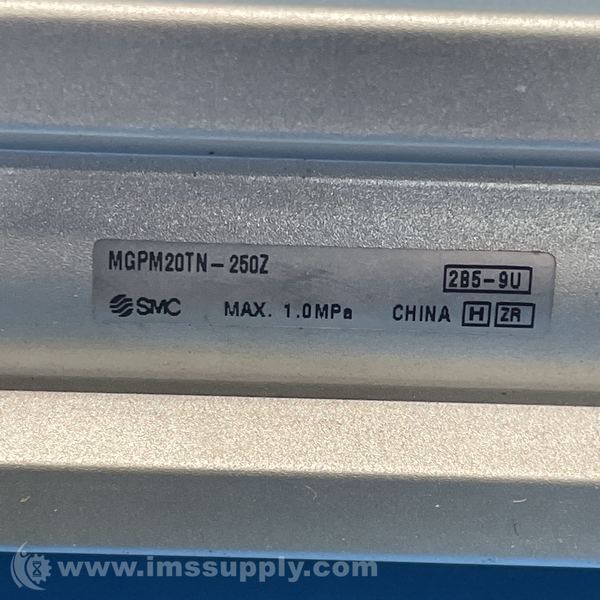 MGPM20TN-250Z
2B5-9U
SMC MAX. 1.0MPa CHINA H ZR
www.imssupply.com